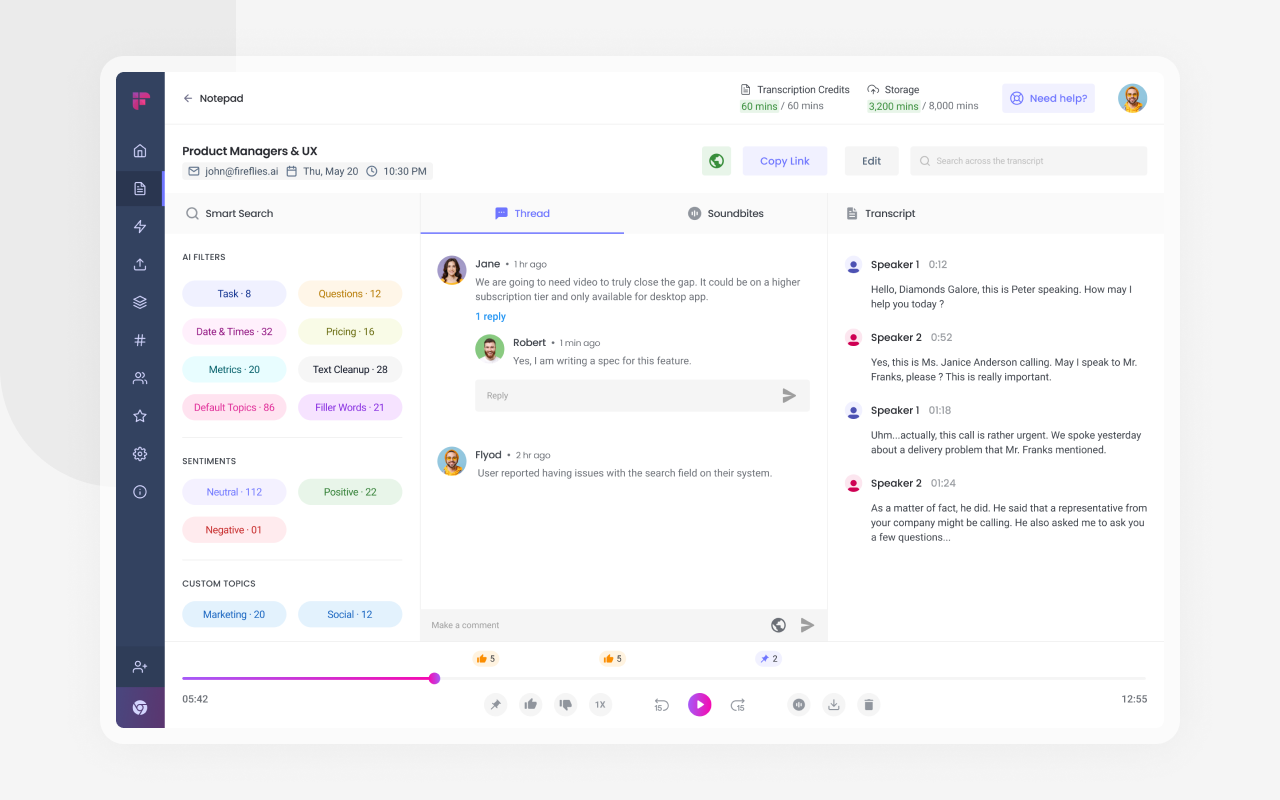 Notepad
Transcription Credits
60 mins / 60 mins
Storage
3,200 mins / 8,000 mins
Need help?
Product Managers & UX
john@fireflies.ai Thu, May 20 10:30 PM
Copy Link
Edit
Search across the transcript
Smart Search
Thread
Soundbites
Transcript
AI FILTERS
Task · 8
Questions · 12
Date & Times · 32
Pricing · 16
Metrics · 20
Text Cleanup · 28
Default Topics · 86
Filler Words · 21
SENTIMENTS
Neutral · 112
Positive · 22
Negative · 01
CUSTOM TOPICS
Marketing · 20
Social · 12
Jane • 1 hr ago
We are going to need video to truly close the gap. It could be on a higher
subscription tier and only available for desktop app.
1 reply
Robert • 1 min ago
Yes, I am writing a spec for this feature.
Reply
Flyod • 2 hr ago
User reported having issues with the search field on their system.
Make a comment
Speaker 1 0:12
Hello, Diamonds Galore, this is Peter speaking. How may I
help you today ?
Speaker 2 0:52
Yes, this is Ms. Janice Anderson calling. May I speak to Mr.
Franks, please ? This is really important.
Speaker 1 01:18
Uhm...actually, this call is rather urgent. We spoke yesterday
about a delivery problem that Mr. Franks mentioned.
Speaker 2 01:24
As a matter of fact, he did. He said that a representative from
your company might be calling. He also asked me to ask you
a few questions...
5
5
2
05:42
1X
15
15
12:55